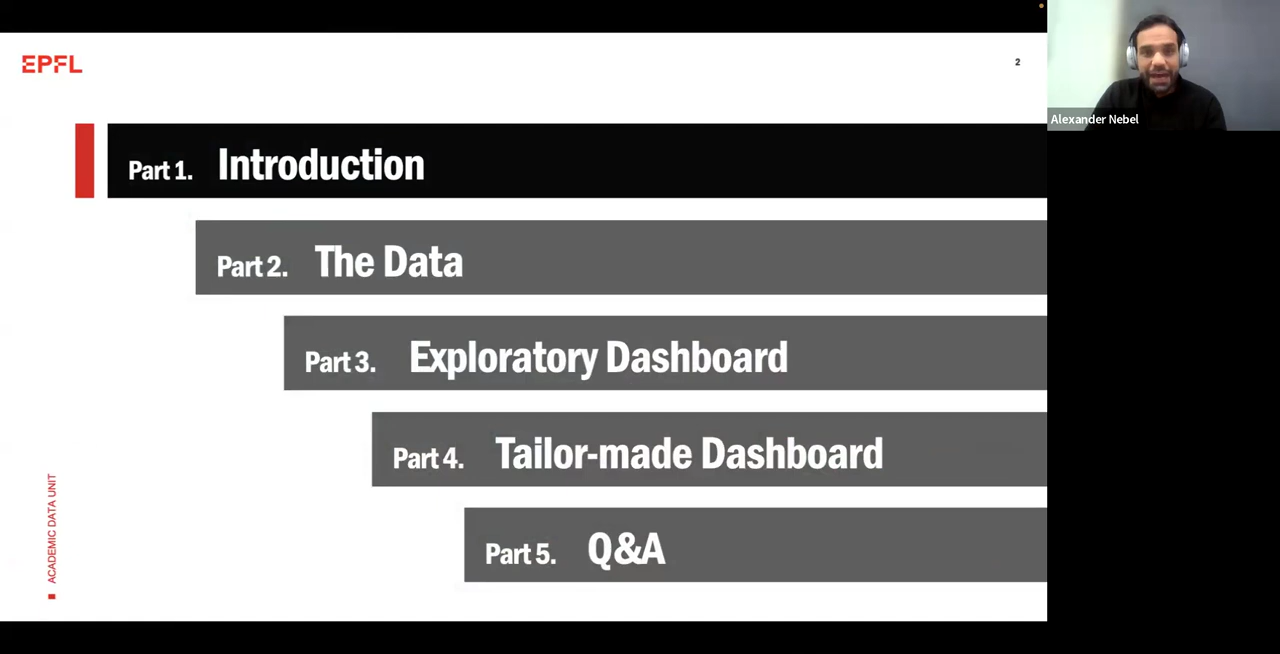 EPFL
2
Alexander Nebel
Part 1. Introduction
Part 2. The Data
Part 3. Exploratory Dashboard
Part 4. Tailor-made Dashboard
Part 5. Q&A
ACADEMIC DATA UNIT